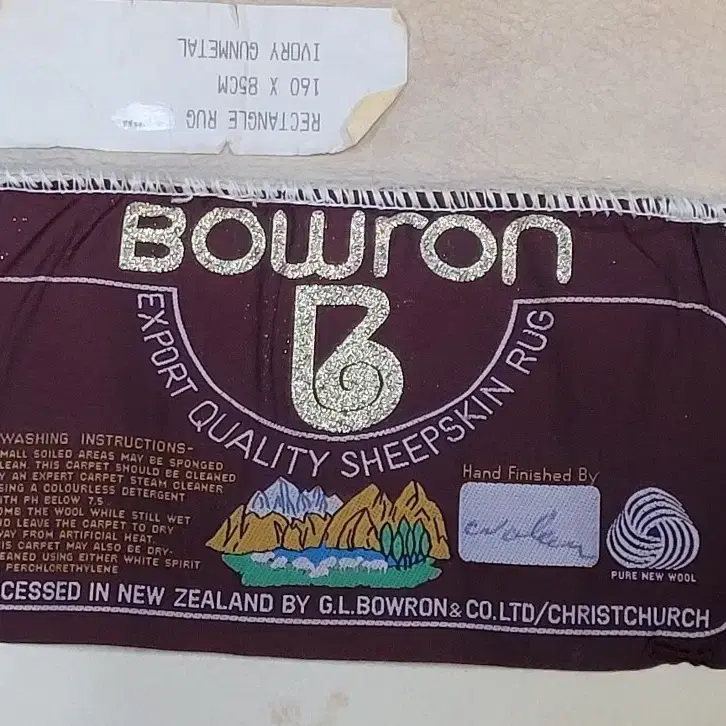 RECTANGLE RUG
160 X 85CM
IVORY GUNMETAL
BOWron
B
EXPORT QUALITY SHEEPSKIN RUG
WASHING INSTRUCTIONS-
MALL SOILED AREAS MAY BE SPONGED
LEAN. THIS CARPET SHOULD BE CLEANED
Y AN EXPERT CARPET STEAM CLEANER
SING A COLOURLESS DETERGENT
ITH PH BELOW 7,5.
OMB THE WOOL WHILE STILL WET
ND LEAVE THE CARPET TO DRY
WAY FROM ARTIFICIAL HEAT.
IS CARPET MAY ALSO BE DRY-
EANED USING EITHER WHITE SPIRIT
PERCHLORETHYLENE
Hand Finished By
PURE NEW WOOL
CESSED IN NEW ZEALAND BY G.L.BOWRON & CO.LTD/CHRISTCHURCH